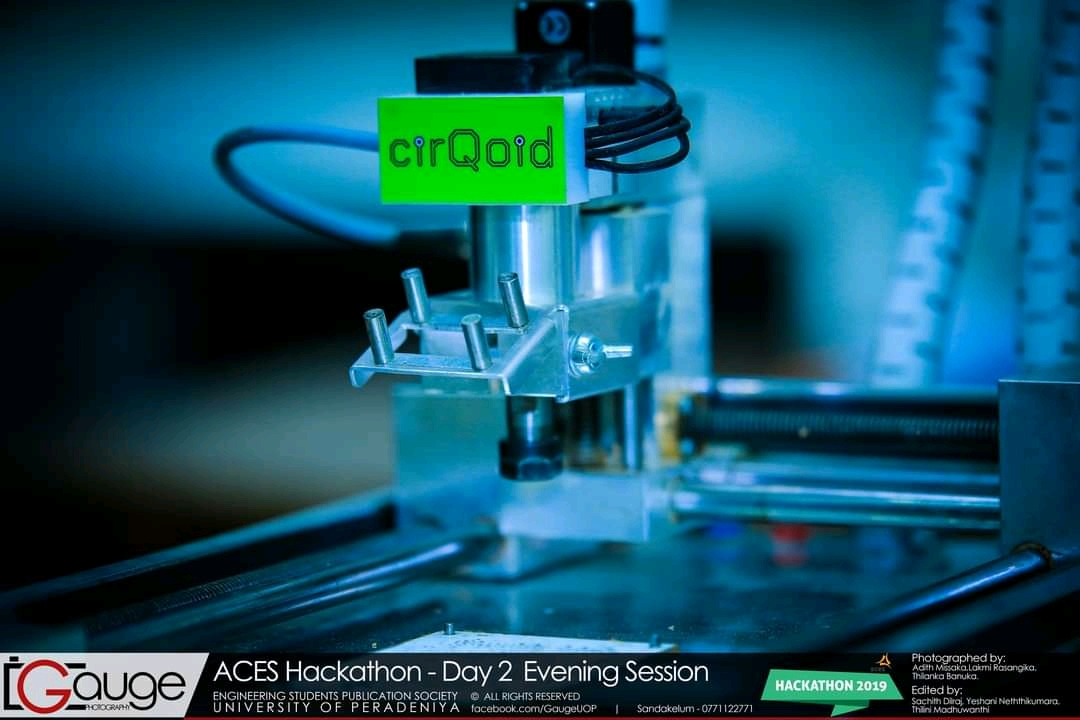 cirQoid
Gauge
PHOTOGRAPHY
ACES Hackathon - Day 2 Evening Session
ENGINEERING STUDENTS PUBLICATION SOCIETY © ALL RIGHTS RESERVED
UNIVERSITY OF PERADENIYA facebook.com/GaugeUOP | Sandakelum - 0771122771
HACKATHON 2019
Photographed by:
Adith Missaka,Lakmi Rasangika,
Thilanka Banuka.
Edited by:
Sachith Dilraj, Yeshani Neththikumara,
Thilini Madhuwanthi